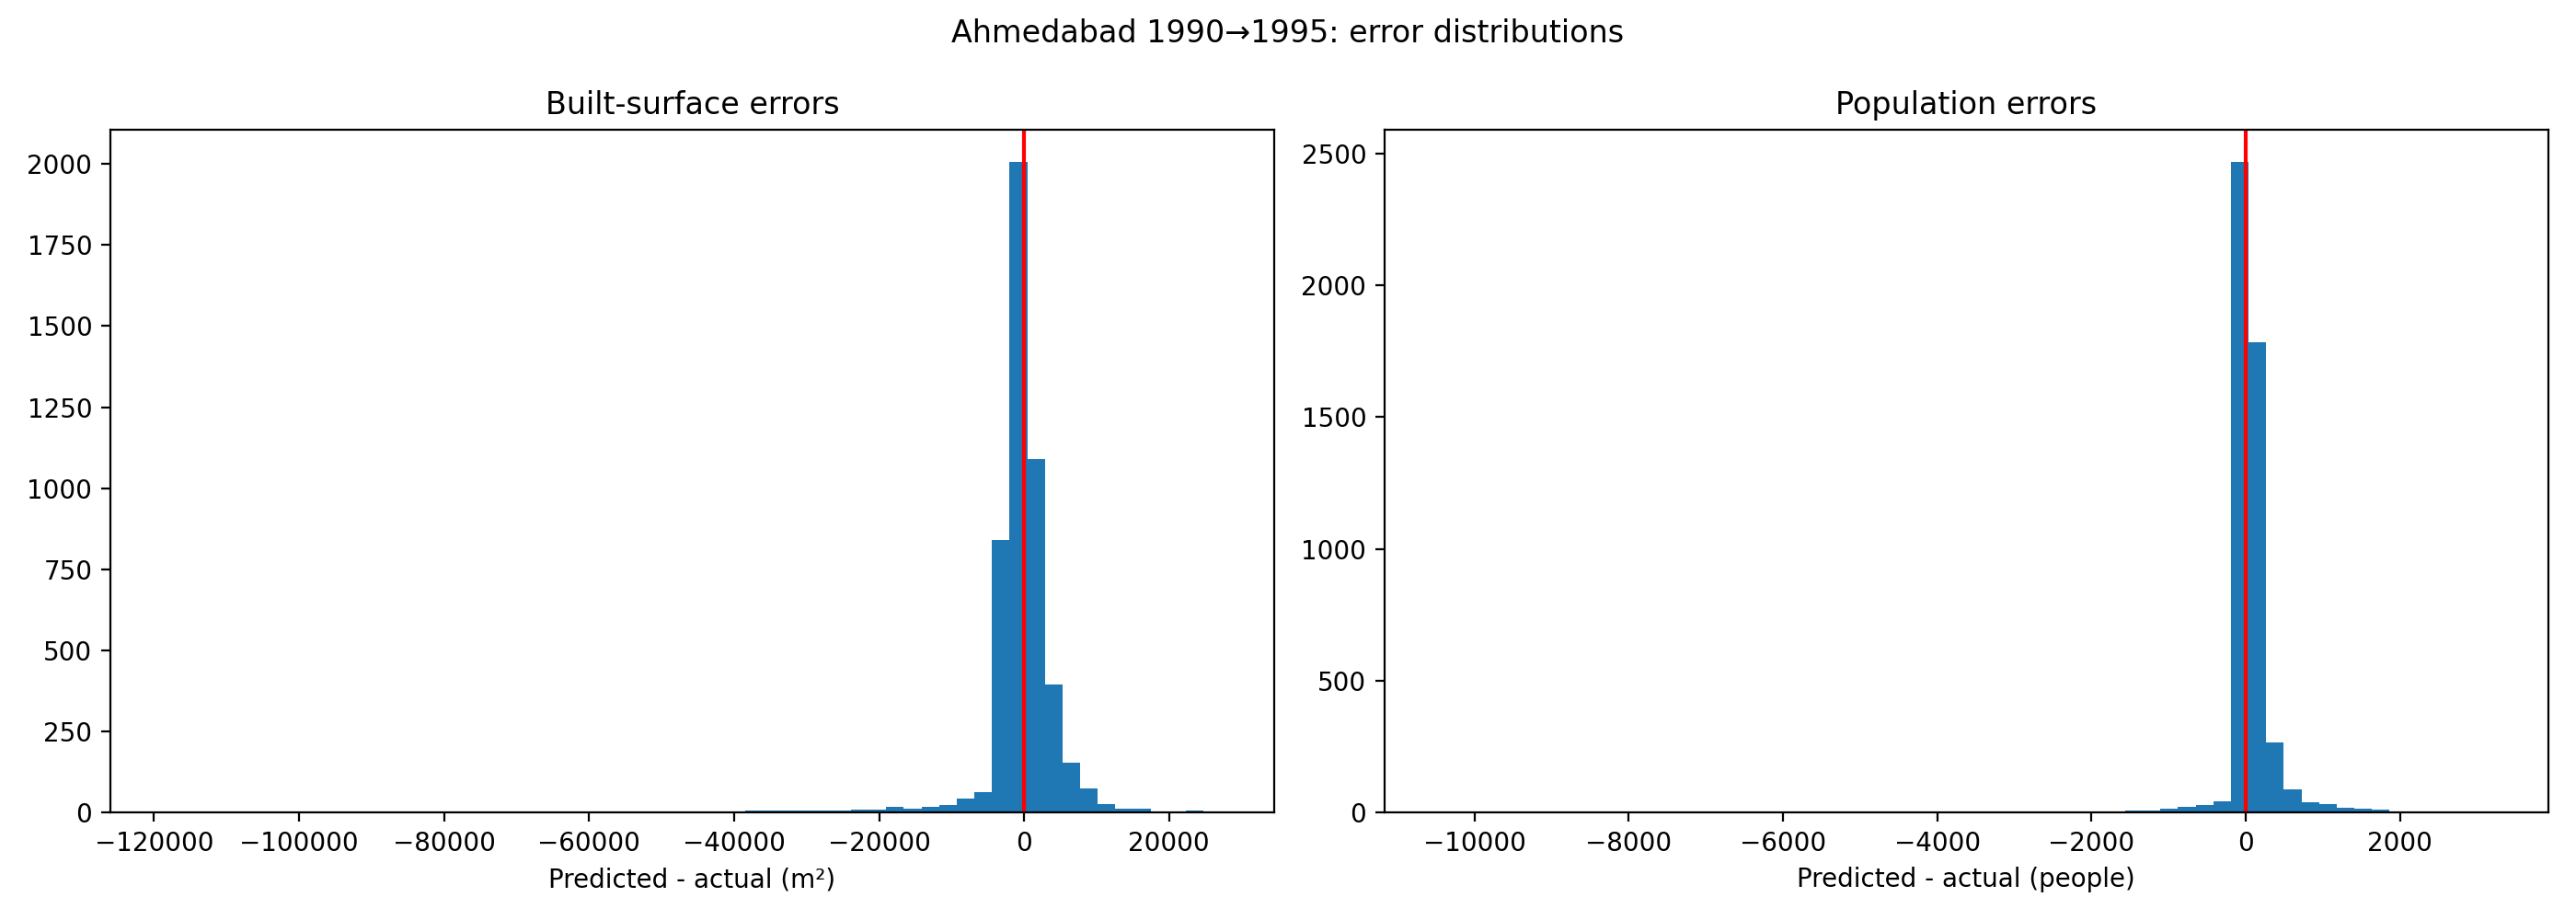 Ahmedabad 1990→1995: error distributions
Built-surface errors
2000
1750
1500
1250
1000
750
500
250
0
−120000 −100000 −80000 −60000 −40000 −20000 0 20000
Predicted - actual (m²)
Population errors
2500
2000
1500
1000
500
0
−10000 −8000 −6000 −4000 −2000 0 2000
Predicted - actual (people)